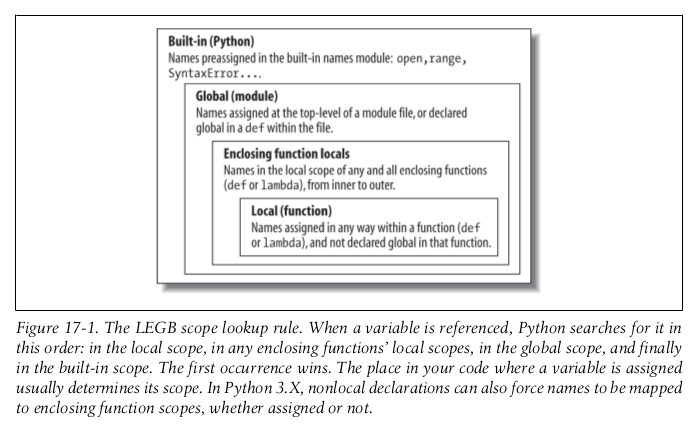 Built-in (Python)
Names preassigned in the built-in names module: open,range,
SyntaxError....
Global (module)
Names assigned at the top-level of a module file, or declared
global in a def within the file.
Enclosing function locals
Names in the local scope of any and all enclosing functions
(def or lambda), from inner to outer.
Local (function)
Names assigned in any way within a function (def
or lambda), and not declared global in that function.
Figure 17-1. The LEGB scope lookup rule. When a variable is referenced, Python searches for it in
this order: in the local scope, in any enclosing functions’ local scopes, in the global scope, and finally
in the built-in scope. The first occurrence wins. The place in your code where a variable is assigned
usually determines its scope. In Python 3.X, nonlocal declarations can also force names to be mapped
to enclosing function scopes, whether assigned or not.